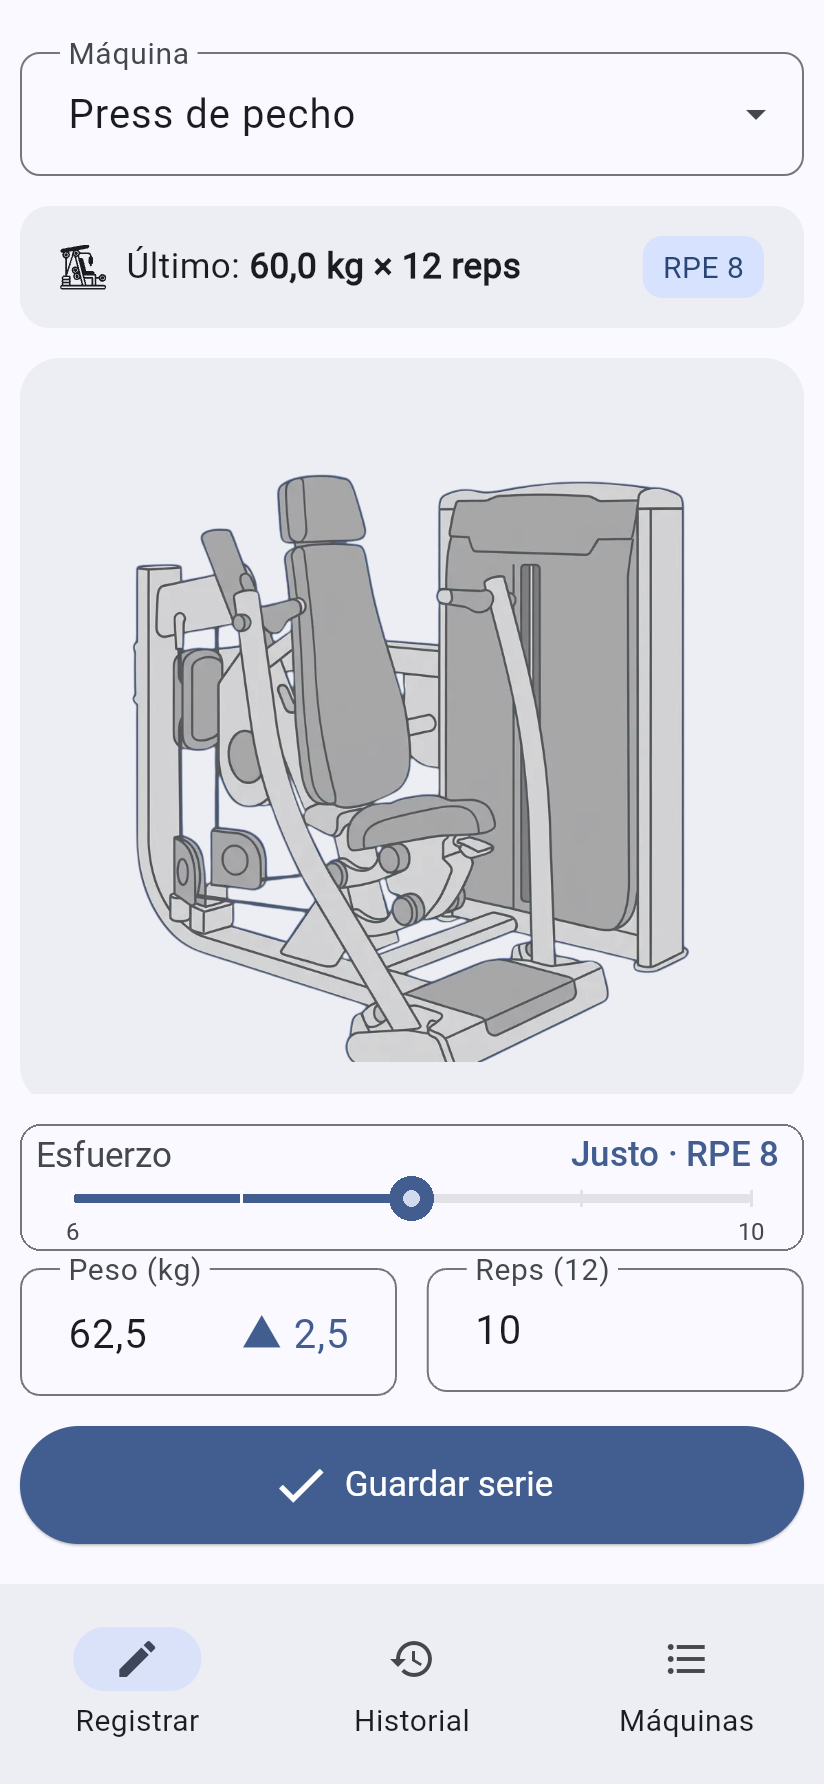 Máquina
Press de pecho
Último: 60,0 kg × 12 reps
RPE 8
Esfuerzo
Justo · RPE 8
6
10
Peso (kg)
62,5
▲ 2,5
Reps (12)
10
Guardar serie
Registrar
Historial
Máquinas